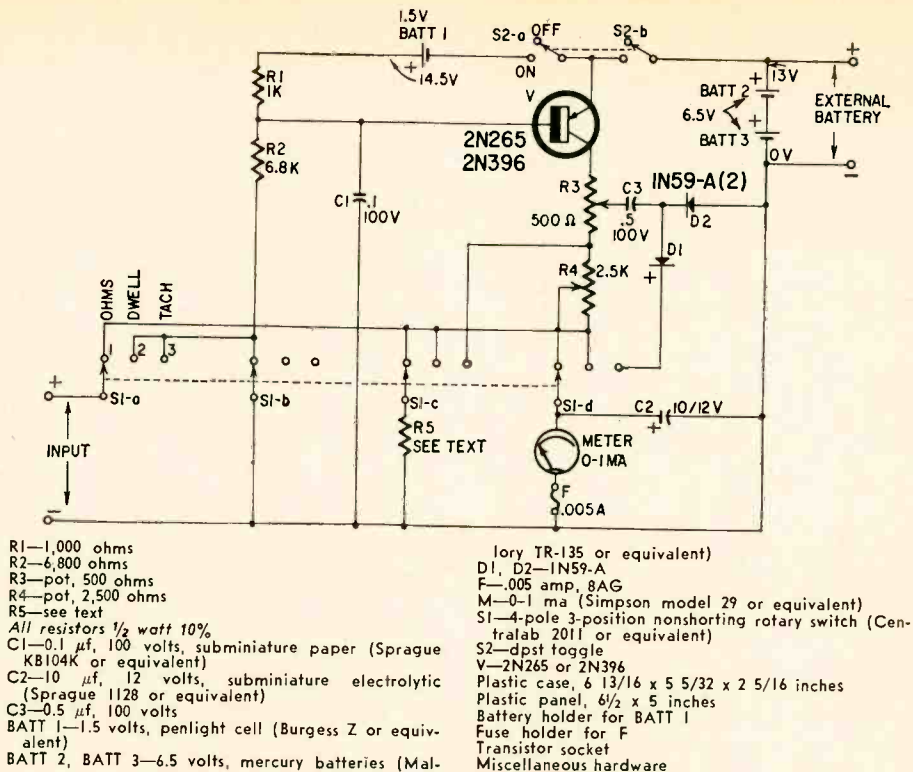 1.5V
BATT 1
S2-a
OFF
S2-b
+
14.5V
ON
+
13V
+
BATT 2
6.5V
+
BATT 3
0V
EXTERNAL
BATTERY
−
R1
1K
V
2N265
2N396
R2
6.8K
C1
.1
100V
R3
500 Ω
C3
.5
100V
1N59-A(2)
D2
D1
+
R4
2.5K
OHMS
DWELL
TACH
1
2
3
+
S1-a
S1-b
S1-c
S1-d
C2
10/12V
+
INPUT
R5
SEE TEXT
METER
0-1MA
F
.005A
−
R1—1,000 ohms
R2—6,800 ohms
R3—pot, 500 ohms
R4—pot, 2,500 ohms
R5—see text
All resistors 1/2 watt 10%
C1—0.1 μf, 100 volts, subminiature paper (Sprague
KB104K or equivalent)
C2—10 μf, 12 volts, subminiature electrolytic
(Sprague 1128 or equivalent)
C3—0.5 μf, 100 volts
BATT 1—1.5 volts, penlight cell (Burgess Z or equiv-
alent)
BATT 2, BATT 3—6.5 volts, mercury batteries (Mal-
lory TR-135 or equivalent)
D1, D2—1N59-A
F—.005 amp, 8AG
M—0-1 ma (Simpson model 29 or equivalent)
S1—4-pole 3-position nonshorting rotary switch (Cen-
tralab 2011 or equivalent)
S2—dpst toggle
V—2N265 or 2N396
Plastic case, 6 13/16 x 5 5/32 x 2 5/16 inches
Plastic panel, 6 1/2 x 5 inches
Battery holder for BATT 1
Fuse holder for F
Transistor socket
Miscellaneous hardware